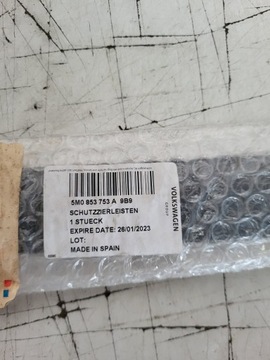 5M0 853 753 A 9B9
SCHUTZZIERLEISTEN
1 STUECK
EXPIRE DATE: 26/01/2023
LOT:
MADE IN SPAIN
VOLKSWAGEN